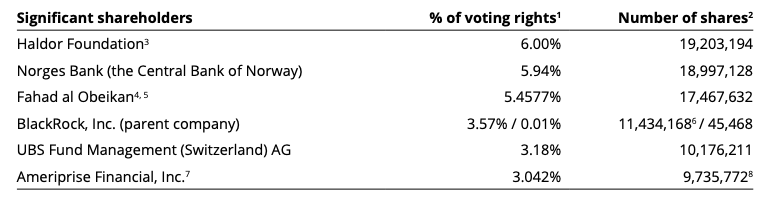 Significant shareholders % of voting rights¹ Number of shares²
Haldor Foundation³ 6.00% 19,203,194
Norges Bank (the Central Bank of Norway) 5.94% 18,997,128
Fahad al Obeikan⁴,⁵ 5.4577% 17,467,632
BlackRock, Inc. (parent company) 3.57% / 0.01% 11,434,168⁶ / 45,468
UBS Fund Management (Switzerland) AG 3.18% 10,176,211
Ameriprise Financial, Inc.⁷ 3.042% 9,735,772⁸